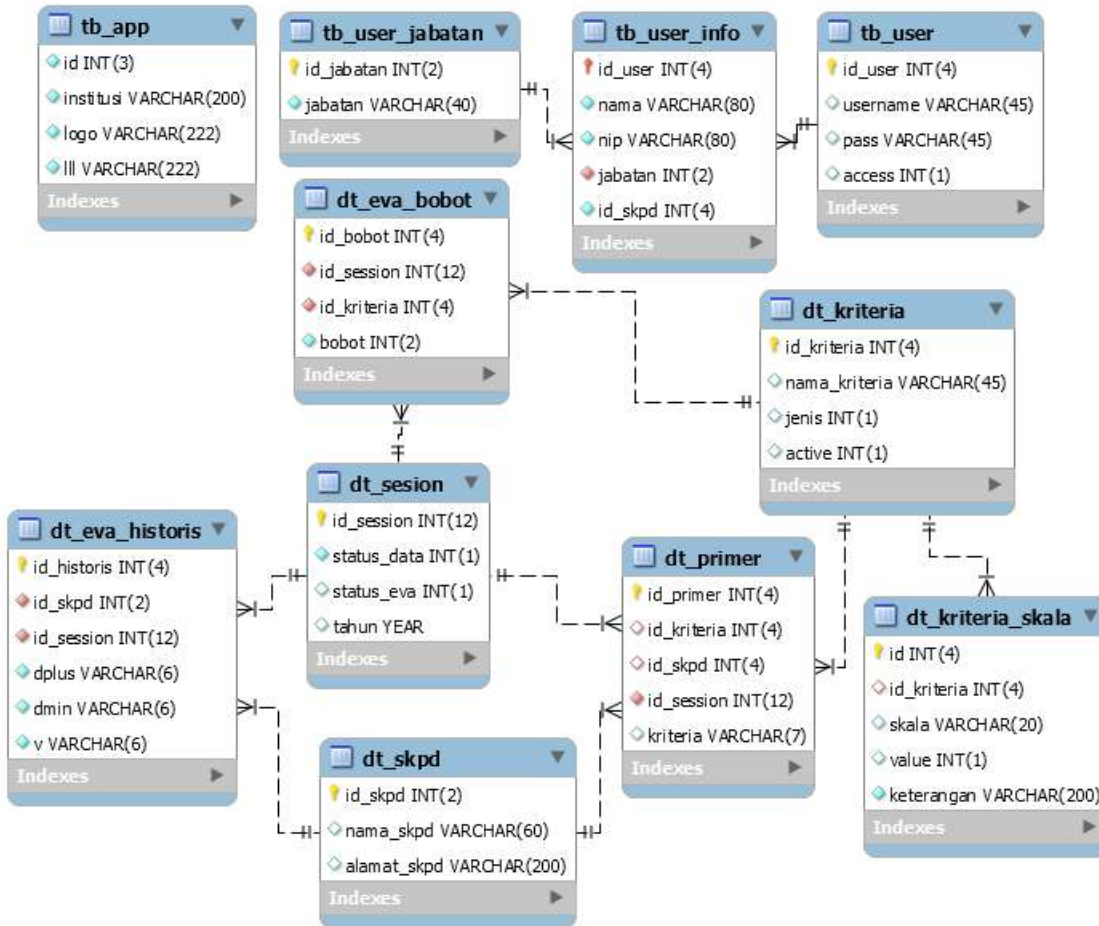 tb_app
id INT(3)
institusi VARCHAR(200)
logo VARCHAR(222)
lll VARCHAR(222)
Indexes
tb_user_jabatan
id_jabatan INT(2)
jabatan VARCHAR(40)
Indexes
tb_user_info
id_user INT(4)
nama VARCHAR(80)
nip VARCHAR(80)
jabatan INT(2)
id_skpd INT(4)
Indexes
tb_user
id_user INT(4)
username VARCHAR(45)
pass VARCHAR(45)
access INT(1)
Indexes
dt_eva_bobot
id_bobot INT(4)
id_session INT(12)
id_kriteria INT(4)
bobot INT(2)
Indexes
dt_kriteria
id_kriteria INT(4)
nama_kriteria VARCHAR(45)
jenis INT(1)
active INT(1)
Indexes
dt_sesion
id_session INT(12)
status_data INT(1)
status_eva INT(1)
tahun YEAR
Indexes
dt_eva_historis
id_historis INT(4)
id_skpd INT(2)
id_session INT(12)
dplus VARCHAR(6)
dmin VARCHAR(6)
v VARCHAR(6)
Indexes
dt_primer
id_primer INT(4)
id_kriteria INT(4)
id_skpd INT(4)
id_session INT(12)
kriteria VARCHAR(7)
Indexes
dt_kriteria_skala
id INT(4)
id_kriteria INT(4)
skala VARCHAR(20)
value INT(1)
keterangan VARCHAR(200)
Indexes
dt_skpd
id_skpd INT(2)
nama_skpd VARCHAR(60)
alamat_skpd VARCHAR(200)
Indexes